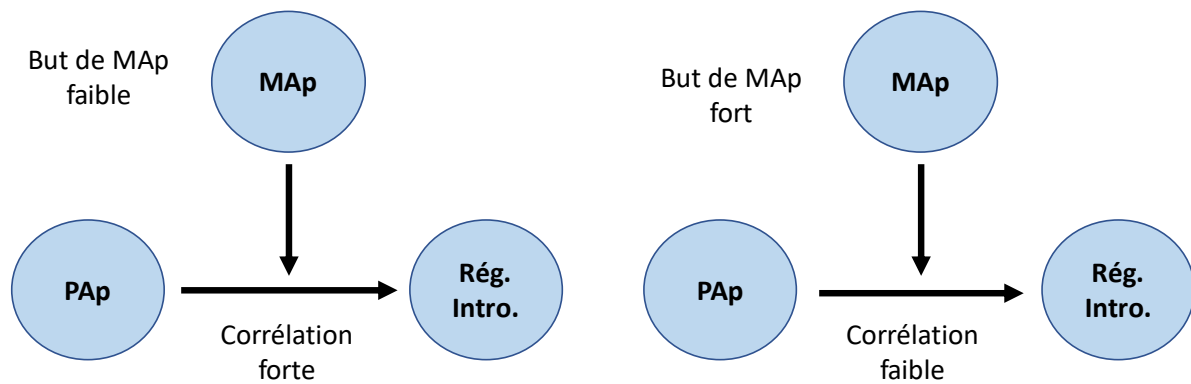 But de MAp
faible
MAp
PAp
Rég.
Intro.
Corrélation
forte
But de MAp
fort
MAp
PAp
Rég.
Intro.
Corrélation
faible